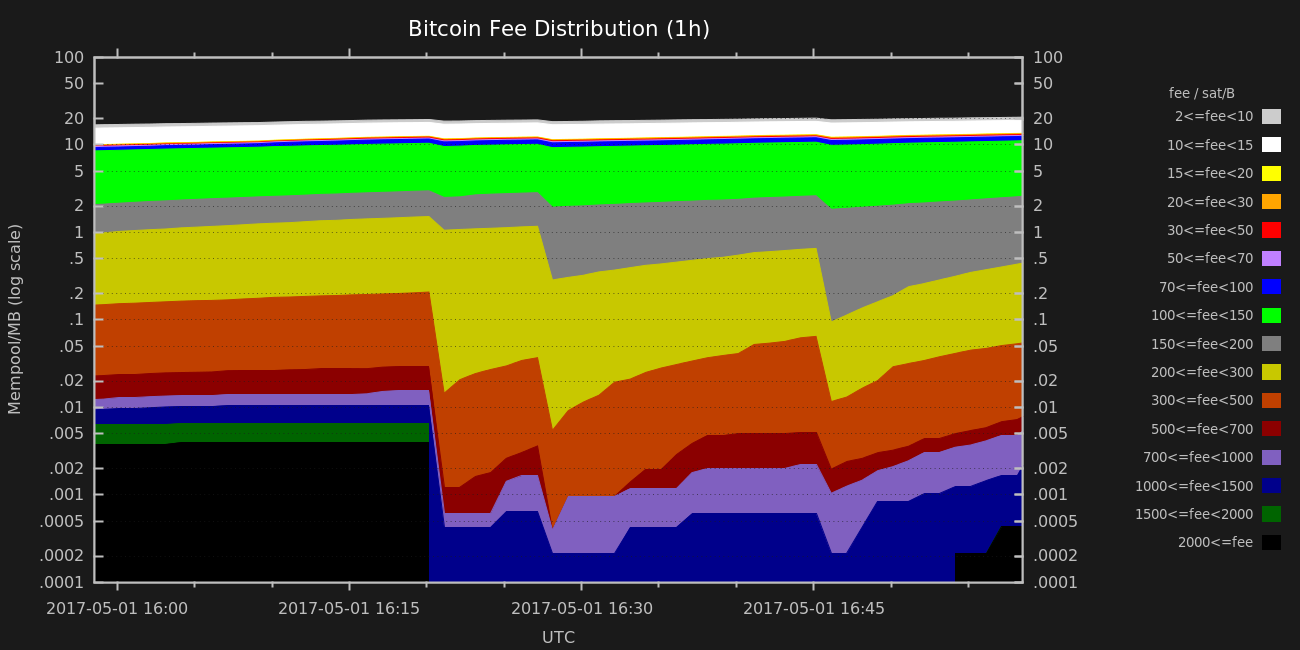 Bitcoin Fee Distribution (1h)
100
50
20
10
5
2
1
.5
.2
.1
.05
.02
.01
.005
.002
.001
.0005
.0002
.0001
Mempool/MB (log scale)
100
50
20
10
5
2
1
.5
.2
.1
.05
.02
.01
.005
.002
.001
.0005
.0002
.0001
2017-05-01 16:00
2017-05-01 16:15
2017-05-01 16:30
2017-05-01 16:45
UTC
fee / sat/B
2<=fee<10
10<=fee<15
15<=fee<20
20<=fee<30
30<=fee<50
50<=fee<70
70<=fee<100
100<=fee<150
150<=fee<200
200<=fee<300
300<=fee<500
500<=fee<700
700<=fee<1000
1000<=fee<1500
1500<=fee<2000
2000<=fee